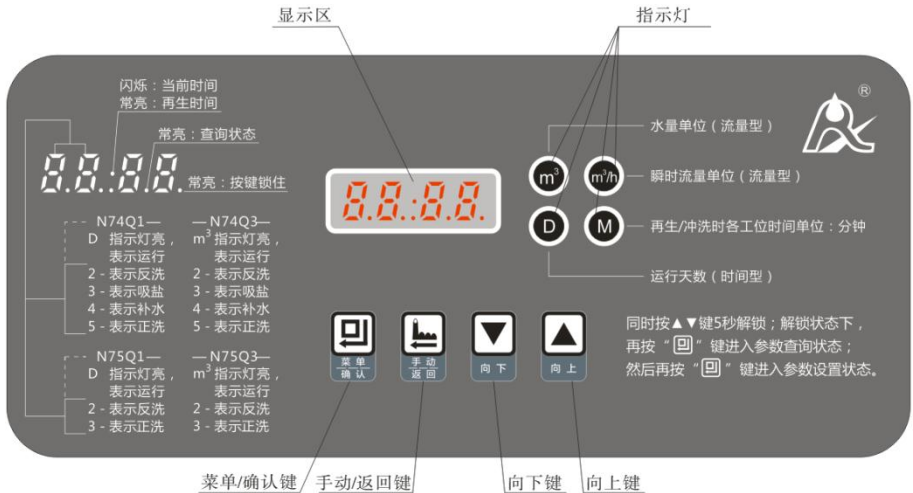 显示区
指示灯
闪烁：当前时间
常亮：再生时间
常亮：查询状态
8.8.:8.8.
常亮：按键锁住
N74Q1—
D 指示灯亮，
表示运行
2 - 表示反洗
3 - 表示吸盐
4 - 表示补水
5 - 表示正洗
—N74Q3—
m³ 指示灯亮，
表示运行
2 - 表示反洗
3 - 表示吸盐
4 - 表示补水
5 - 表示正洗
N75Q1—
D 指示灯亮，
表示运行
2 - 表示反洗
3 - 表示正洗
—N75Q3—
m³ 指示灯亮，
表示运行
2 - 表示反洗
3 - 表示正洗
8.8.:8.8.
m³
m³/h
D
M
®
水量单位（流量型）
瞬时流量单位（流量型）
再生/冲洗时各工位时间单位：分钟
运行天数（时间型）
菜单
确认
手动
返回
向下
向上
同时按▲▼键5秒解锁；解锁状态下，
再按“ ”键进入参数查询状态；
然后再按“ ”键进入参数设置状态。
菜单/确认键
手动/返回键
向下键
向上键